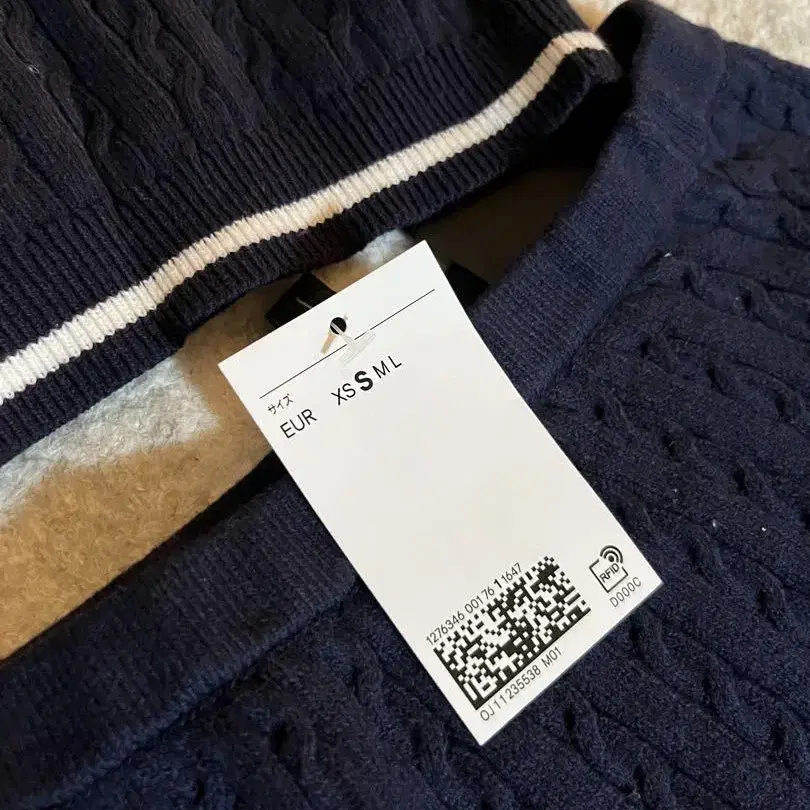 サイズ
EUR XS S M L
1276346 001 76 1 1647
OJ11235538 M01
RFID
D000C